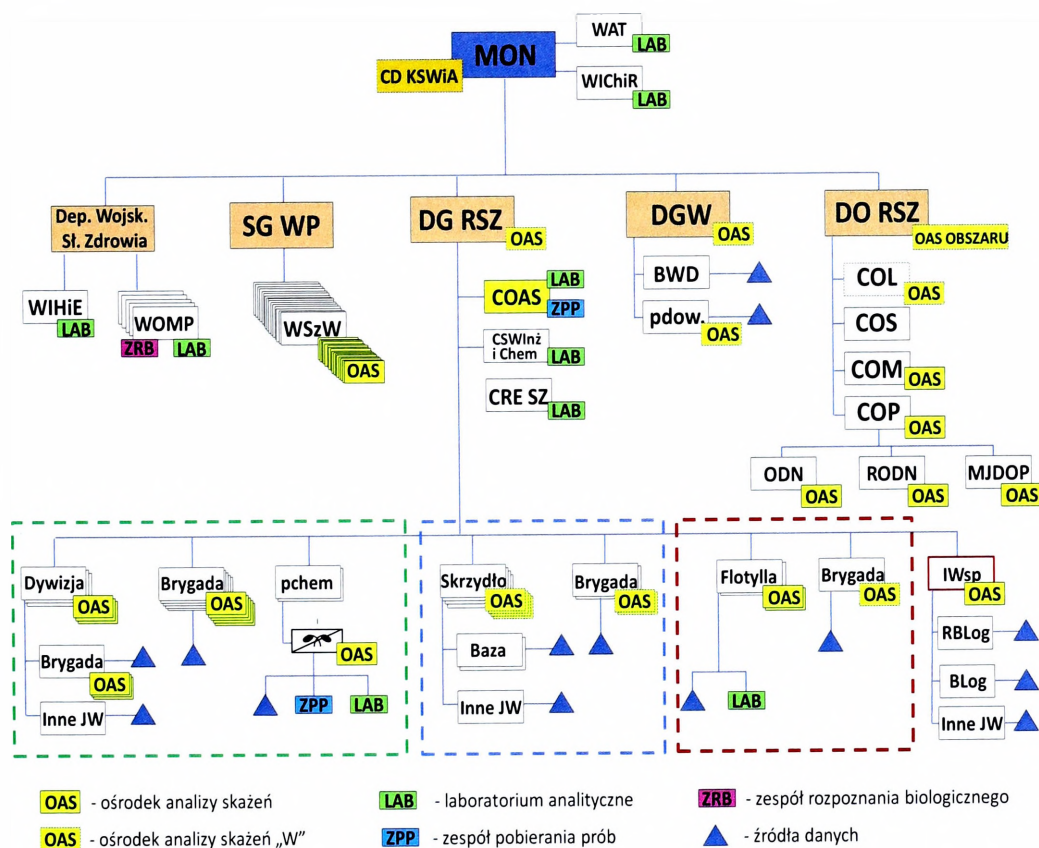 WAT
LAB
MON
CD KSWiA
WIChiR
LAB
Dep. Wojsk.
Sł. Zdrowia
SG WP
DG RSZ
OAS
DGW
OAS
DO RSZ
OAS OBSZARU
WIHiE
LAB
WOMP
ZRB
LAB
WSzW
OAS
COAS
LAB
ZPP
CSWInż
i Chem
LAB
CRE SZ
LAB
BWD
pdow.
OAS
COL
OAS
COS
COM
OAS
COP
OAS
ODN
OAS
RODN
OAS
MJDOP
OAS
Dywizja
OAS
Brygada
OAS
Inne JW
Brygada
OAS
pchem
OAS
ZPP
LAB
Skrzydło
OAS
Baza
Inne JW
Brygada
OAS
Flotylla
OAS
LAB
Brygada
OAS
IWsp
OAS
RBLog
BLog
Inne JW
OAS - ośrodek analizy skażeń
LAB - laboratorium analityczne
ZRB - zespół rozpoznania biologicznego
OAS - ośrodek analizy skażeń „W"
ZPP - zespół pobierania prób
- źródła danych